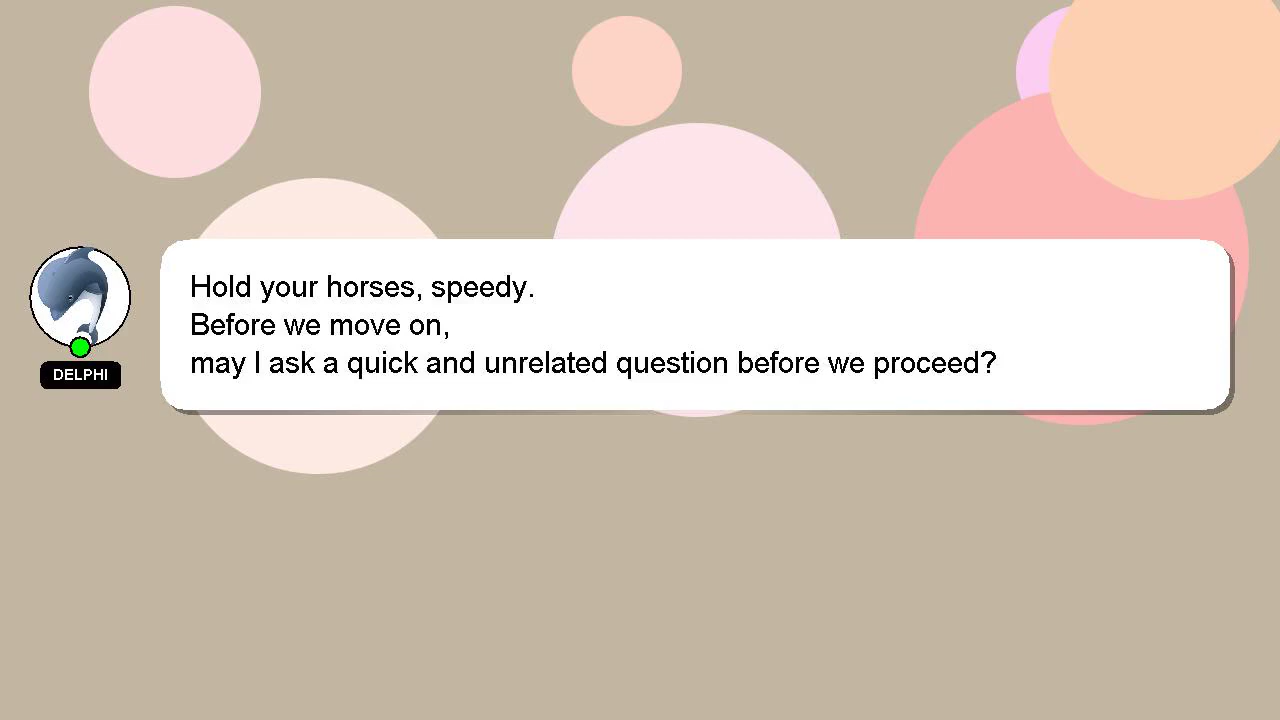 Hold your horses, speedy.
Before we move on,
may I ask a quick and unrelated question before we proceed?
DELPHI